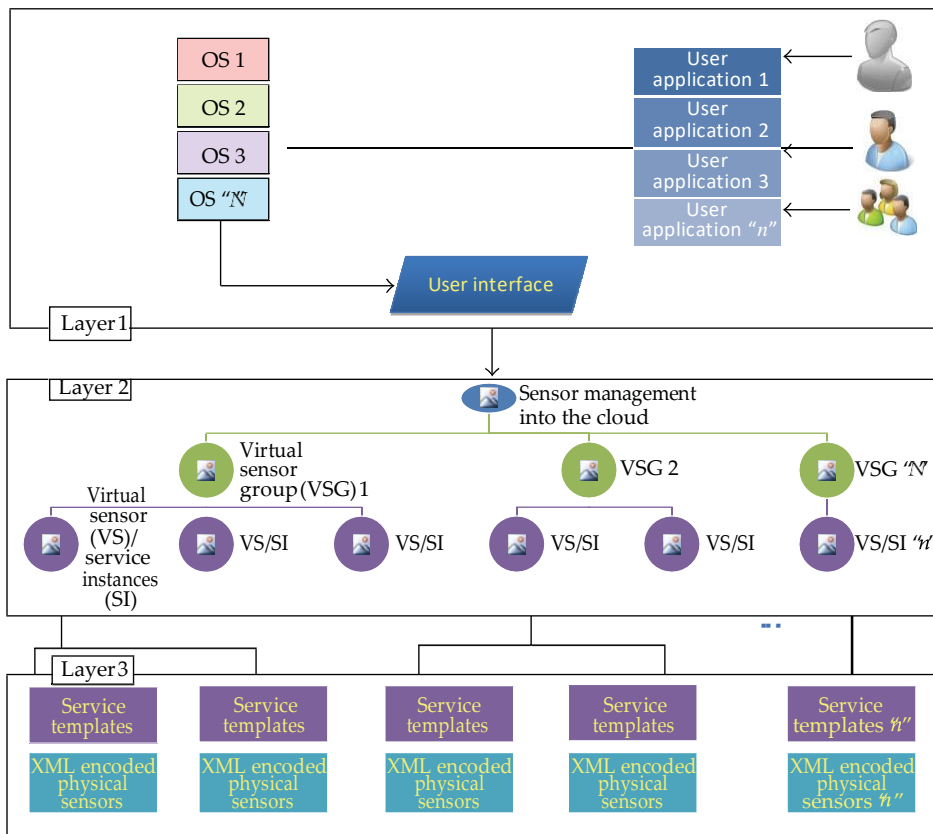 OS 1
OS 2
OS 3
OS “N”
User
application 1
User
application 2
User
application 3
User
application “n”
User interface
Layer 1
Layer 2
Sensor management
into the cloud
Virtual
sensor
group (VSG) 1
VSG 2
VSG “N”
Virtual
sensor
(VS)/
service
instances
(SI)
VS/SI
VS/SI
VS/SI
VS/SI
VS/SI “n”
...
Layer 3
Service
templates
Service
templates
Service
templates
Service
templates
Service
templates “n”
XML encoded
physical
sensors
XML encoded
physical
sensors
XML encoded
physical
sensors
XML encoded
physical
sensors
XML encoded
physical
sensors “n”